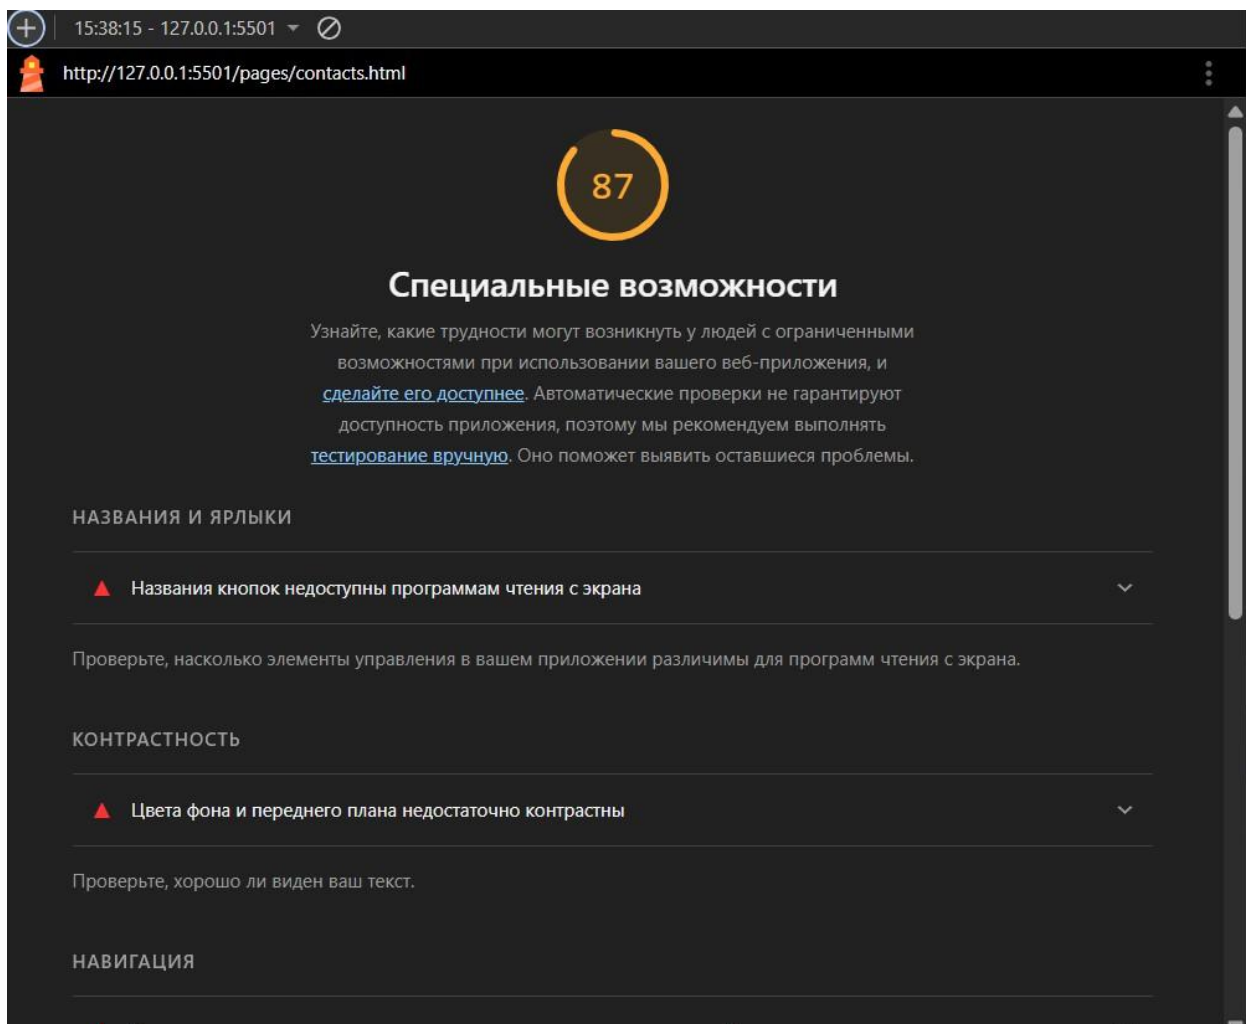 15:38:15 - 127.0.0.1:5501
http://127.0.0.1:5501/pages/contacts.html
87
Специальные возможности
Узнайте, какие трудности могут возникнуть у людей с ограниченными
возможностями при использовании вашего веб-приложения, и
сделайте его доступнее. Автоматические проверки не гарантируют
доступность приложения, поэтому мы рекомендуем выполнять
тестирование вручную. Оно поможет выявить оставшиеся проблемы.
НАЗВАНИЯ И ЯРЛЫКИ
Названия кнопок недоступны программам чтения с экрана
Проверьте, насколько элементы управления в вашем приложении различимы для программ чтения с экрана.
КОНТРАСТНОСТЬ
Цвета фона и переднего плана недостаточно контрастны
Проверьте, хорошо ли виден ваш текст.
НАВИГАЦИЯ